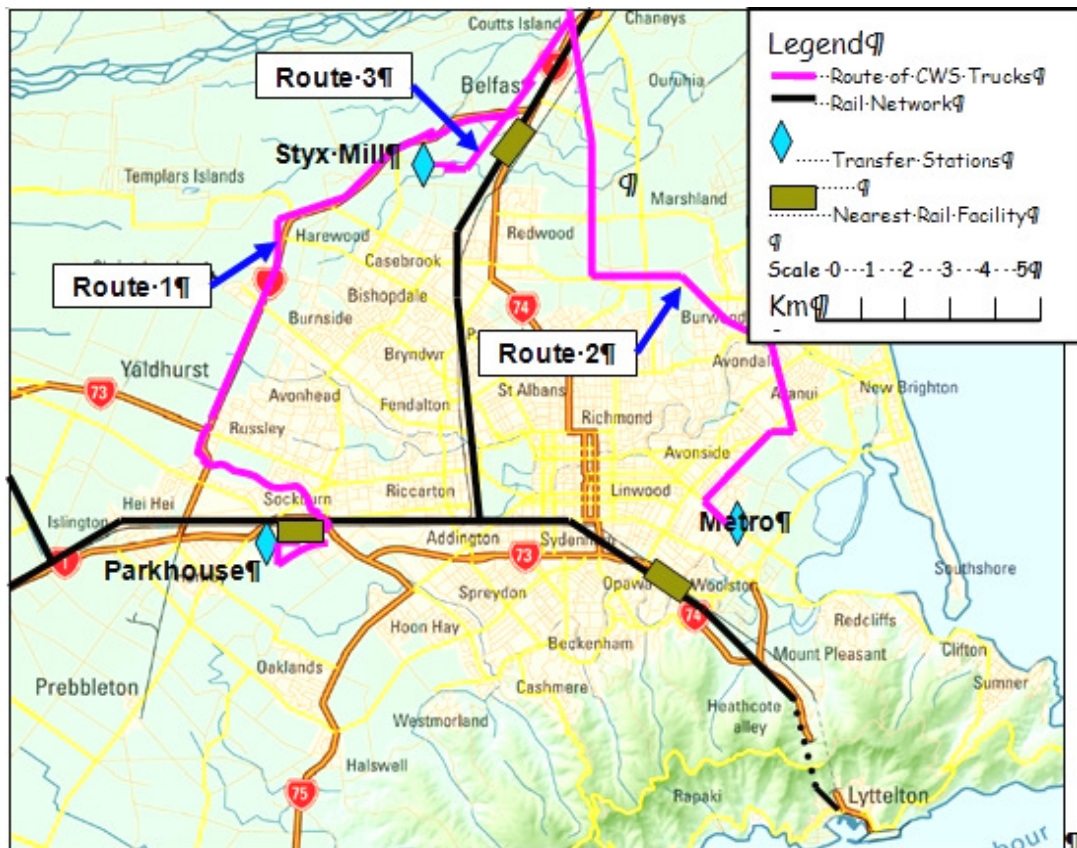 Coutts Island
Chaneys
Legend¶
Route·of·CWS·Trucks¶
Rail·Network¶
Transfer·Stations¶
¶
Nearest·Rail·Facility¶
¶
Scale·0···1···2···3···4···5¶
Km¶
Route·3¶
Belfast
Ouruhia
Styx·Mill¶
Templars Islands
¶
Marshland
Harewood
Redwood
Casebrook
Route·1¶
Bishopdale
74
Burnside
Burwood
Bryndwr
Route·2¶
Yaldhurst
Avondale
73
Avonhead
St Albans
Aranui
New Brighton
Fendalton
Richmond
Russley
Avonside
Hei Hei
Sockburn
Riccarton
Linwood
Islington
Metro¶
Addington
Sydenham
73
1
Parkhouse¶
Opawa
Woolston
Southshore
Spreydon
74
Redcliffs
Hoon Hay
Beckenham
Mount Pleasant
Clifton
Oaklands
Sumner
Prebbleton
Cashmere
Heathcote
alley
Westmorland
Halswell
75
Rapaki
Lyttelton
bour
¶